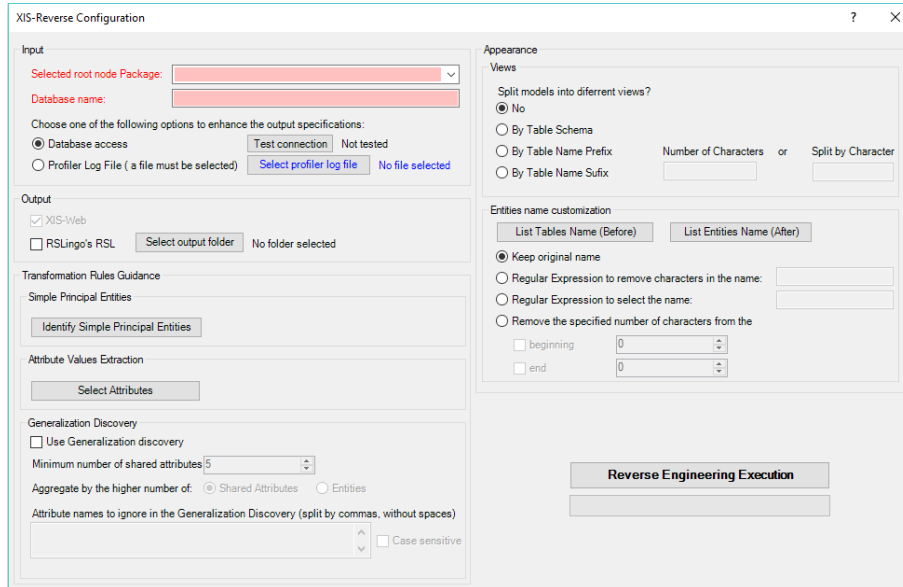 XIS-Reverse Configuration
?
Input
Selected root node Package:
Database name:
Choose one of the following options to enhance the output specifications:
Database access
Test connection
Not tested
Profiler Log File ( a file must be selected)
Select profiler log file
No file selected
Output
XIS-Web
RSLingo's RSL
Select output folder
No folder selected
Transformation Rules Guidance
Simple Principal Entities
Identify Simple Principal Entities
Attribute Values Extraction
Select Attributes
Generalization Discovery
Use Generalization discovery
Minimum number of shared attributes
5
Aggregate by the higher number of:
Shared Attributes
Entities
Attribute names to ignore in the Generalization Discovery (split by commas, without spaces)
Case sensitive
Appearance
Views
Split models into diferrent views?
No
By Table Schema
By Table Name Prefix
Number of Characters
or
Split by Character
By Table Name Sufix
Entities name customization
List Tables Name (Before)
List Entities Name (After)
Keep original name
Regular Expression to remove characters in the name:
Regular Expression to select the name:
Remove the specified number of characters from the
beginning
0
end
0
Reverse Engineering Execution